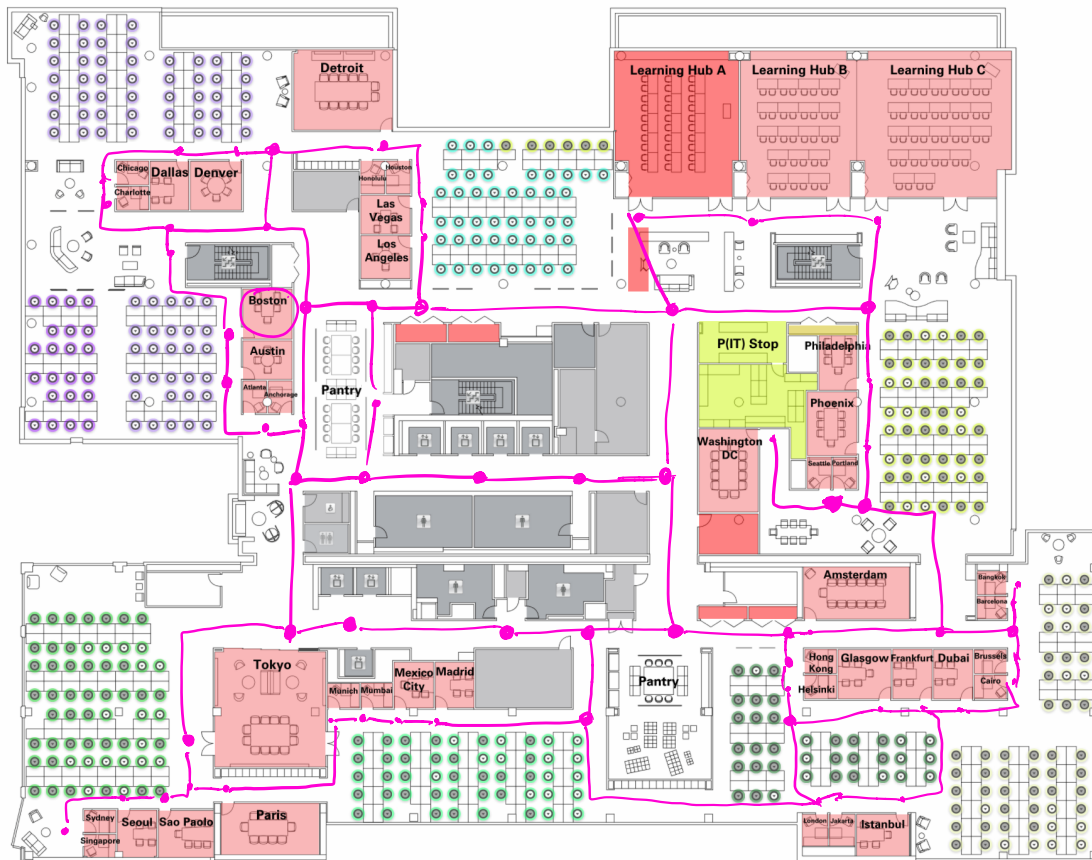 Detroit
Learning Hub A
Learning Hub B
Learning Hub C
Chicago
Dallas
Denver
Charlotte
Houston
Honolulu
Las
Vegas
Los
Angeles
Boston
Austin
Atlanta
Anchorage
Pantry
P(IT) Stop
Philadelphia
Phoenix
Washington
DC
Seattle
Portland
Amsterdam
Bangkok
Barcelona
Tokyo
Munich
Mumbai
Mexico
City
Madrid
Pantry
Hong
Kong
Helsinki
Glasgow
Frankfurt
Dubai
Brussels
Cairo
Sydney
Singapore
Seoul
Sao Paolo
Paris
London
Jakarta
Istanbul